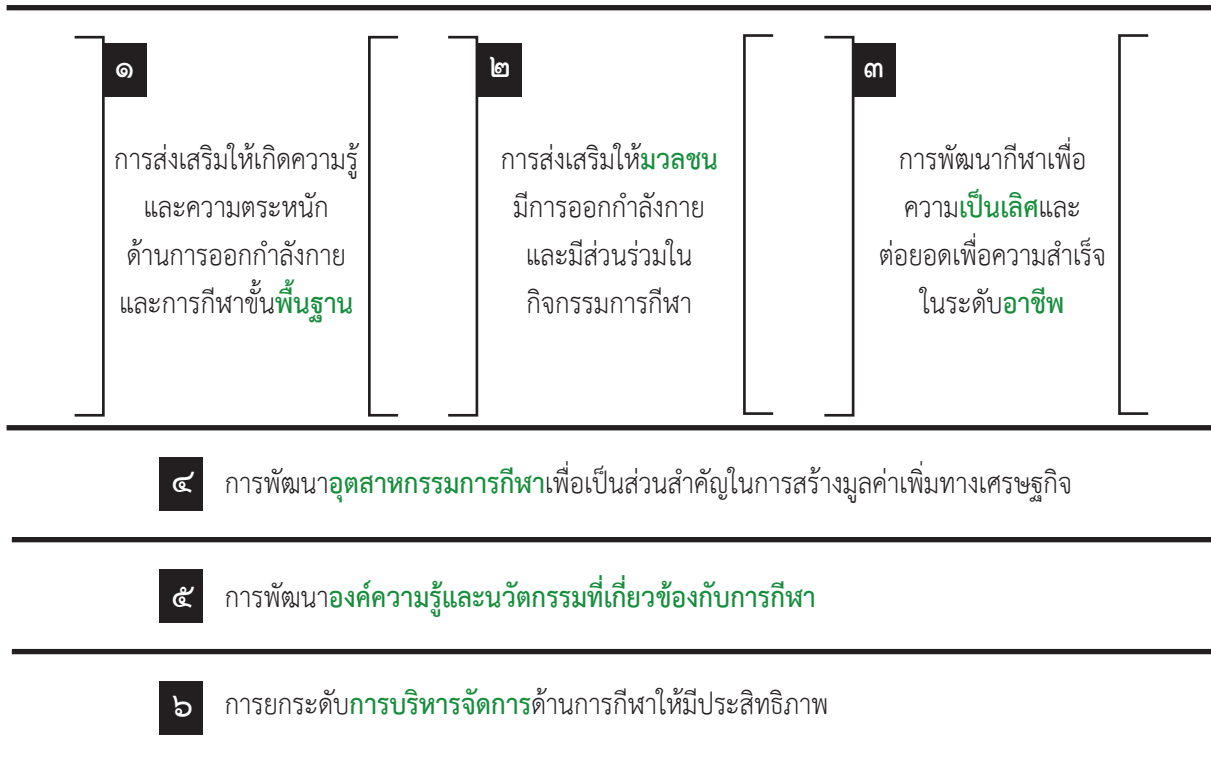 ๑
การส่งเสริมให้เกิดความรู้
และความตระหนัก
ด้านการออกกำลังกาย
และการกีฬาขั้นพื้นฐาน
๒
การส่งเสริมให้มวลชน
มีการออกกำลังกาย
และมีส่วนร่วมใน
กิจกรรมการกีฬา
๓
การพัฒนากีฬาเพื่อ
ความเป็นเลิศและ
ต่อยอดเพื่อความสำเร็จ
ในระดับอาชีพ
๔ การพัฒนาอุตสาหกรรมการกีฬาเพื่อเป็นส่วนสำคัญในการสร้างมูลค่าเพิ่มทางเศรษฐกิจ
๕ การพัฒนาองค์ความรู้และนวัตกรรมที่เกี่ยวข้องกับการกีฬา
๖ การยกระดับการบริหารจัดการด้านการกีฬาให้มีประสิทธิภาพ